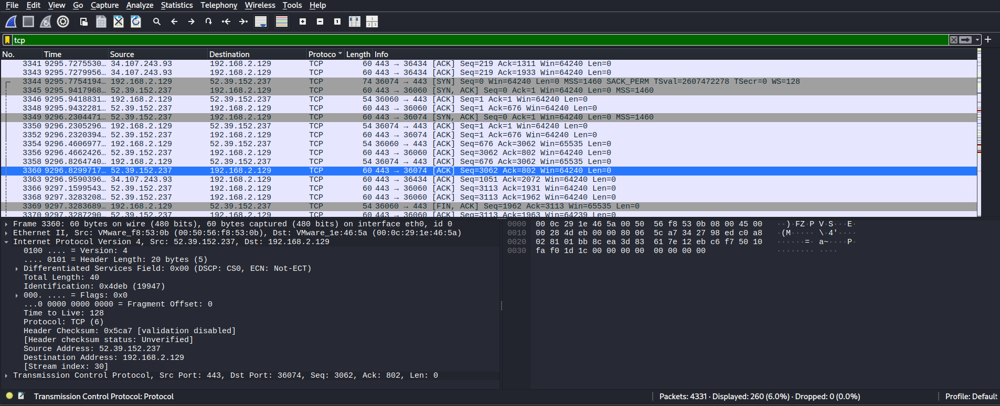 File Edit View Go Capture Analyze Statistics Telephony Wireless Tools Help
tcp
No. Time Source Destination Protoco Length Info
3341 9295.7275530… 34.107.243.93 192.168.2.129 TCP 60 443 → 36434 [ACK] Seq=219 Ack=1311 Win=64240 Len=0
3343 9295.7279956… 34.107.243.93 192.168.2.129 TCP 60 443 → 36434 [ACK] Seq=219 Ack=1933 Win=64240 Len=0
3344 9295.7754194… 192.168.2.129 52.39.152.237 TCP 74 36074 → 443 [SYN] Seq=0 Win=64240 Len=0 MSS=1460 SACK_PERM TSval=2607472278 TSecr=0 WS=128
3345 9295.9417968… 52.39.152.237 192.168.2.129 TCP 60 443 → 36060 [SYN, ACK] Seq=0 Ack=1 Win=64240 Len=0 MSS=1460
3346 9295.9418831… 192.168.2.129 52.39.152.237 TCP 54 36060 → 443 [ACK] Seq=1 Ack=1 Win=64240 Len=0
3348 9295.9432281… 52.39.152.237 192.168.2.129 TCP 60 443 → 36060 [ACK] Seq=1 Ack=676 Win=64240 Len=0
3349 9296.2304471… 52.39.152.237 192.168.2.129 TCP 60 443 → 36074 [SYN, ACK] Seq=0 Ack=1 Win=64240 Len=0 MSS=1460
3350 9296.2305296… 192.168.2.129 52.39.152.237 TCP 54 36074 → 443 [ACK] Seq=1 Ack=1 Win=64240 Len=0
3352 9296.2320394… 52.39.152.237 192.168.2.129 TCP 60 443 → 36074 [ACK] Seq=1 Ack=676 Win=64240 Len=0
3354 9296.4606977… 192.168.2.129 52.39.152.237 TCP 54 36060 → 443 [ACK] Seq=676 Ack=3062 Win=65535 Len=0
3356 9296.4662426… 52.39.152.237 192.168.2.129 TCP 60 443 → 36060 [ACK] Seq=3062 Ack=802 Win=64240 Len=0
3358 9296.8264740… 192.168.2.129 52.39.152.237 TCP 54 36074 → 443 [ACK] Seq=676 Ack=3062 Win=65535 Len=0
3360 9296.8299717… 52.39.152.237 192.168.2.129 TCP 60 443 → 36074 [ACK] Seq=3062 Ack=802 Win=64240 Len=0
3363 9296.9590396… 34.107.243.93 192.168.2.129 TCP 60 443 → 36434 [ACK] Seq=1051 Ack=2072 Win=64240 Len=0
3366 9297.1599543… 52.39.152.237 192.168.2.129 TCP 60 443 → 36060 [ACK] Seq=3113 Ack=1931 Win=64240 Len=0
3368 9297.3283208… 52.39.152.237 192.168.2.129 TCP 60 443 → 36060 [ACK] Seq=3113 Ack=1962 Win=64240 Len=0
3369 9297.3283689… 192.168.2.129 52.39.152.237 TCP 54 36060 → 443 [FIN, ACK] Seq=1962 Ack=3113 Win=65535 Len=0
3370 9297.3287290… 52.39.152.237 192.168.2.129 TCP 60 443 → 36060 [ACK] Seq=3113 Ack=1963 Win=64239 Len=0
Frame 3360: 60 bytes on wire (480 bits), 60 bytes captured (480 bits) on interface eth0, id 0
Ethernet II, Src: VMware_f8:53:0b (00:50:56:f8:53:0b), Dst: VMware_1e:46:5a (00:0c:29:1e:46:5a)
Internet Protocol Version 4, Src: 52.39.152.237, Dst: 192.168.2.129
0100 .... = Version: 4
.... 0101 = Header Length: 20 bytes (5)
Differentiated Services Field: 0x00 (DSCP: CS0, ECN: Not-ECT)
Total Length: 40
Identification: 0x4deb (19947)
000. .... = Flags: 0x0
...0 0000 0000 0000 = Fragment Offset: 0
Time to Live: 128
Protocol: TCP (6)
Header Checksum: 0x5ca7 [validation disabled]
[Header checksum status: Unverified]
Source Address: 52.39.152.237
Destination Address: 192.168.2.129
[Stream index: 30]
Transmission Control Protocol, Src Port: 443, Dst Port: 36074, Seq: 3062, Ack: 802, Len: 0
0000 00 0c 29 1e 46 5a 00 50 56 f8 53 0b 08 00 45 00 ··)·FZ·P V·S···E·
0010 00 28 4d eb 00 00 80 06 5c a7 34 27 98 ed c0 a8 ·(M····· \·4'····
0020 02 81 01 bb 8c ea 3d 83 61 7e 12 eb c6 f7 50 10 ······=· a~····P·
0030 fa f0 1d 1c 00 00 00 00 00 00 00 00 ········ ····
Transmission Control Protocol: Protocol
Packets: 4331 · Displayed: 260 (6.0%) · Dropped: 0 (0.0%)
Profile: Default